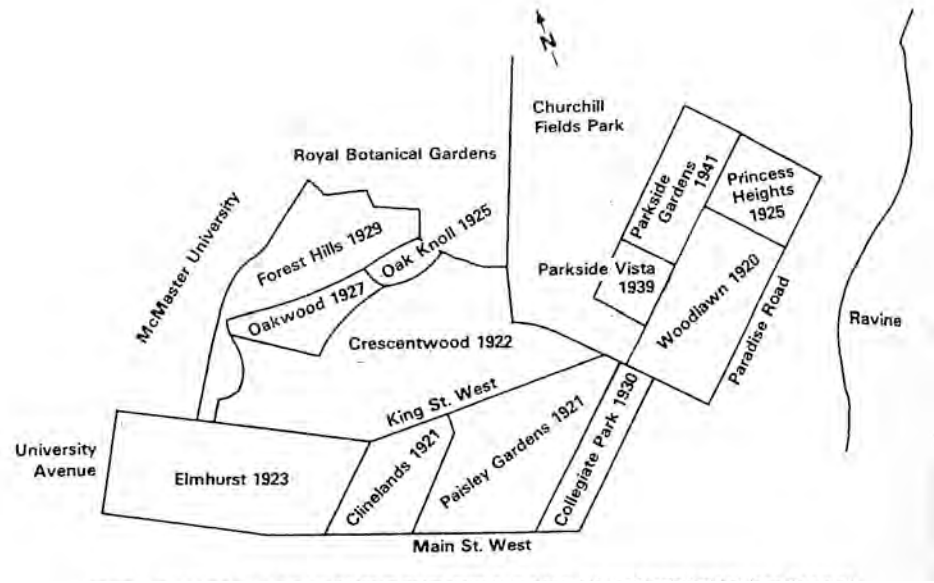 N
Churchill
Fields Park
Royal Botanical Gardens
McMaster University
Parkside
Gardens
1941
Princess
Heights
1925
Forest Hills 1929
Oak Knoll 1925
Oakwood 1927
Parkside Vista
1939
Woodlawn 1920
Paradise Road
Ravine
Crescentwood 1922
King St. West
University
Avenue
Elmhurst 1923
Clinelands 1921
Paisley Gardens 1921
Collegiate Park 1930
Main St. West